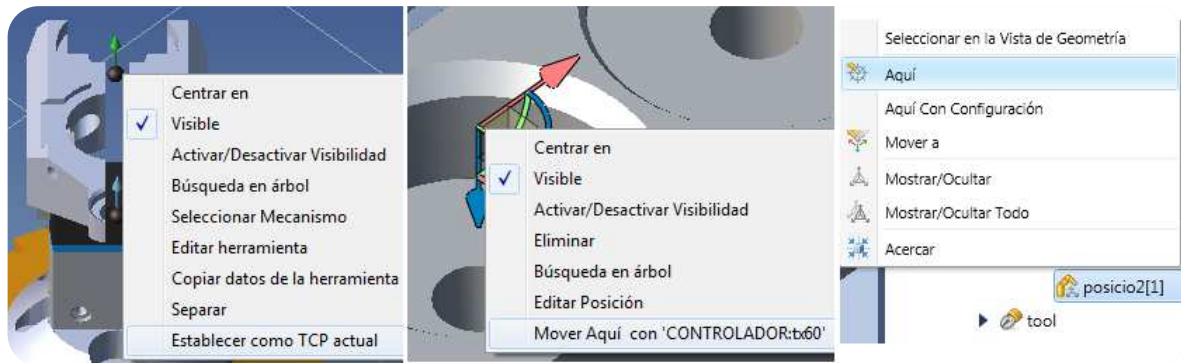 Centrar en
Visible
Activar/Desactivar Visibilidad
Búsqueda en árbol
Seleccionar Mecanismo
Editar herramienta
Copiar datos de la herramienta
Separar
Establecer como TCP actual
Centrar en
Visible
Activar/Desactivar Visibilidad
Eliminar
Búsqueda en árbol
Editar Posición
Mover Aquí con 'CONTROLADOR:tx60'
Seleccionar en la Vista de Geometría
Aquí
Aquí Con Configuración
Mover a
Mostrar/Ocultar
Mostrar/Ocultar Todo
Acercar
posicio2[1]
tool